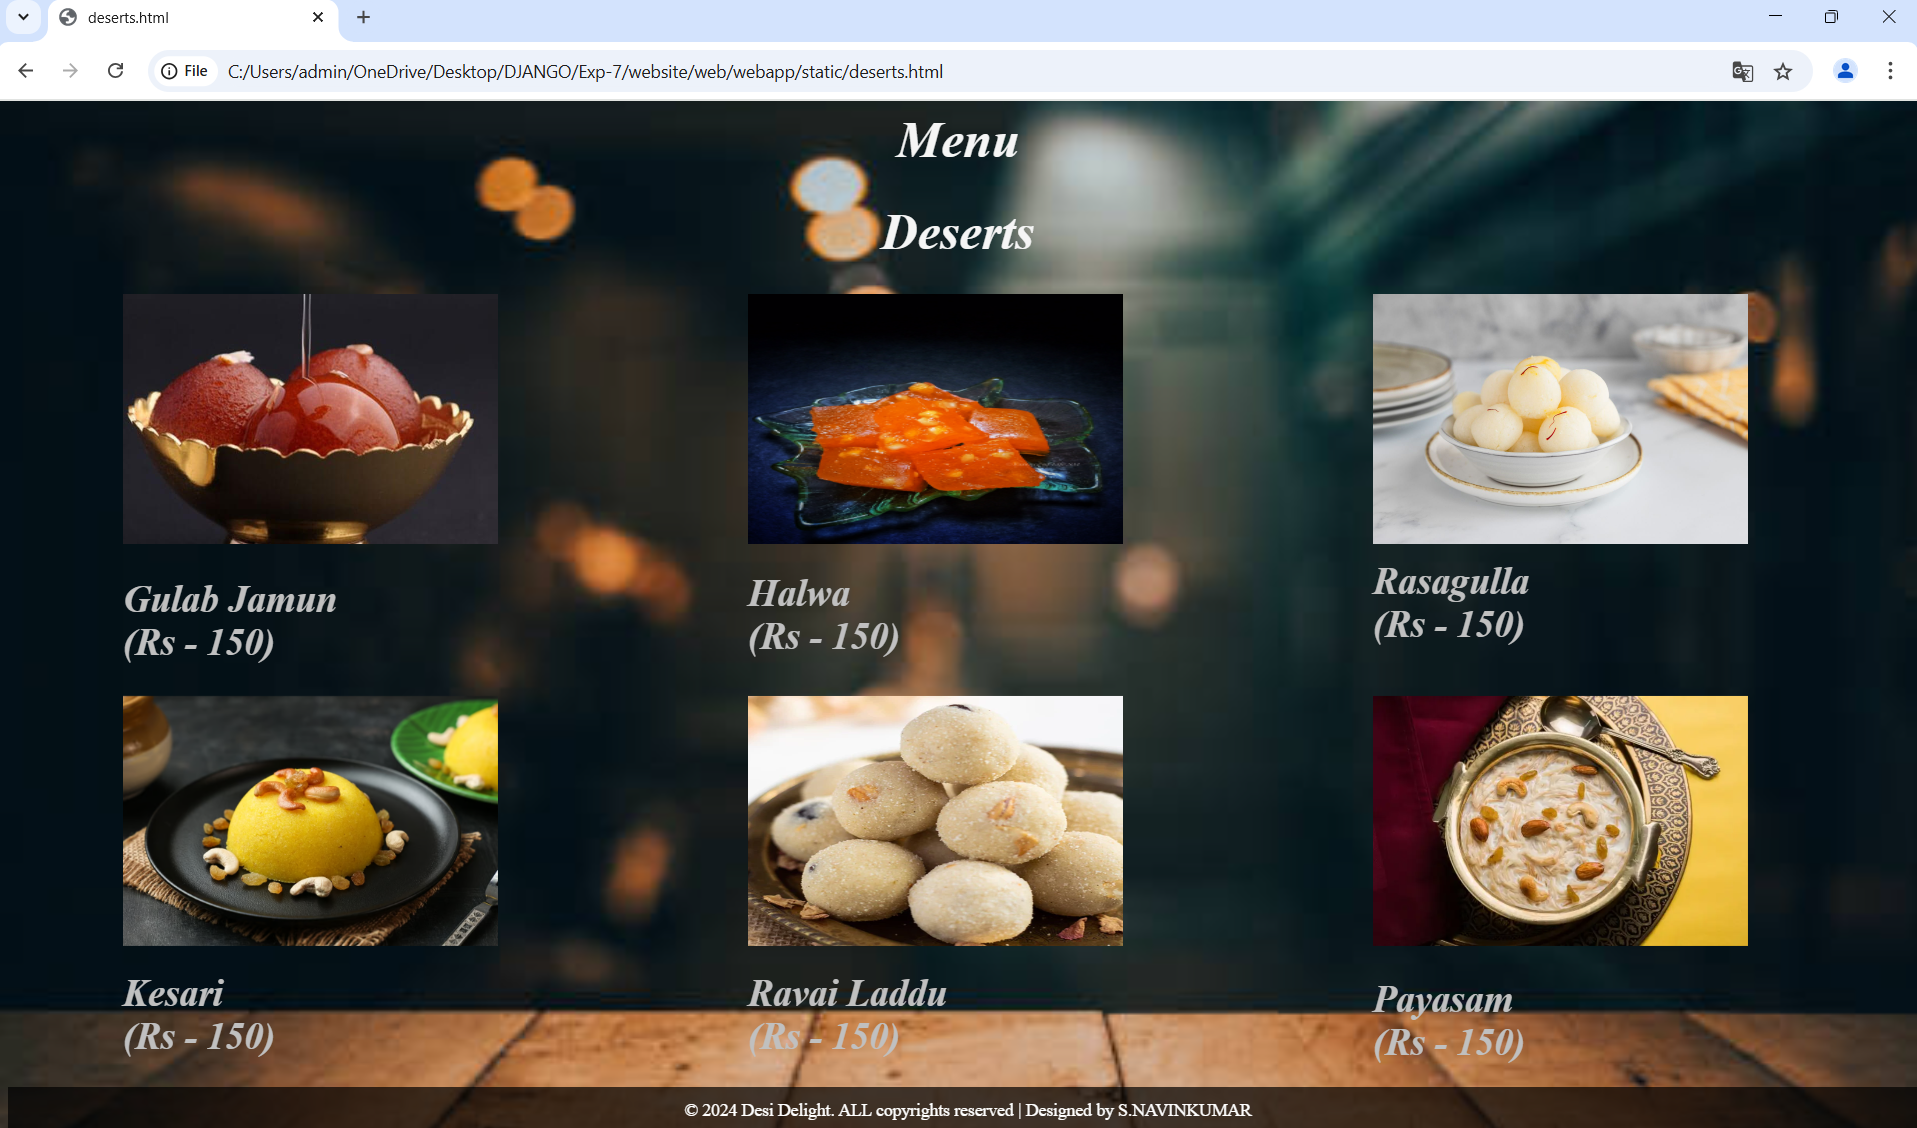 deserts.html
File
C:/Users/admin/OneDrive/Desktop/DJANGO/Exp-7/website/web/webapp/static/deserts.html
Menu
Deserts
Gulab Jamun
(Rs - 150)
Halwa
(Rs - 150)
Rasagulla
(Rs - 150)
Kesari
(Rs - 150)
Ravai Laddu
(Rs - 150)
Payasam
(Rs - 150)
© 2024 Desi Delight. ALL copyrights reserved | Designed by S.NAVINKUMAR